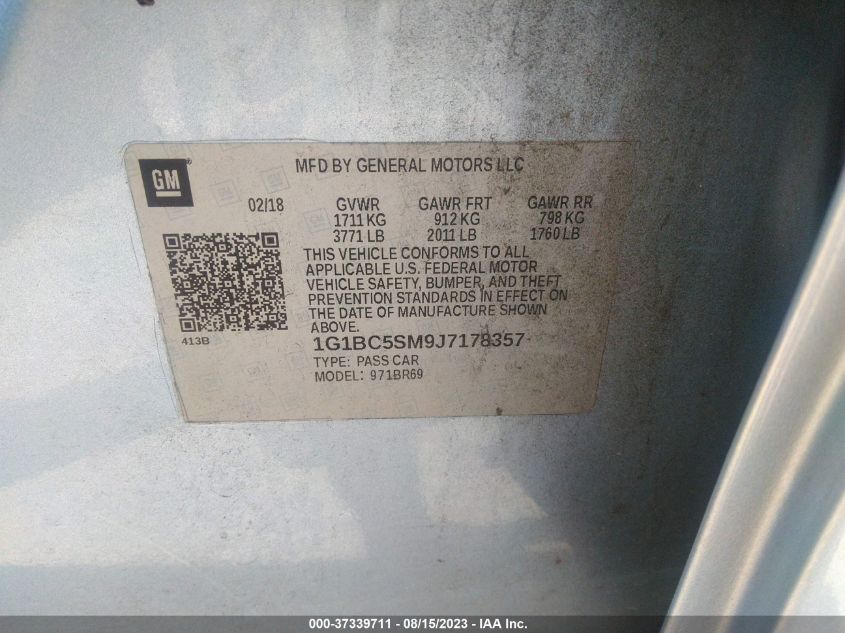 MFD BY GENERAL MOTORS LLC
GM
02/18 GVWR GAWR FRT GAWR RR
1711 KG 912 KG 798 KG
3771 LB 2011 LB 1760 LB
THIS VEHICLE CONFORMS TO ALL
APPLICABLE U.S. FEDERAL MOTOR
VEHICLE SAFETY, BUMPER, AND THEFT
PREVENTION STANDARDS IN EFFECT ON
THE DATE OF MANUFACTURE SHOWN
ABOVE.
413B
1G1BC5SM9J7178357
TYPE: PASS CAR
MODEL: 971BR69
000-37339711 - 08/15/2023 - IAA Inc.